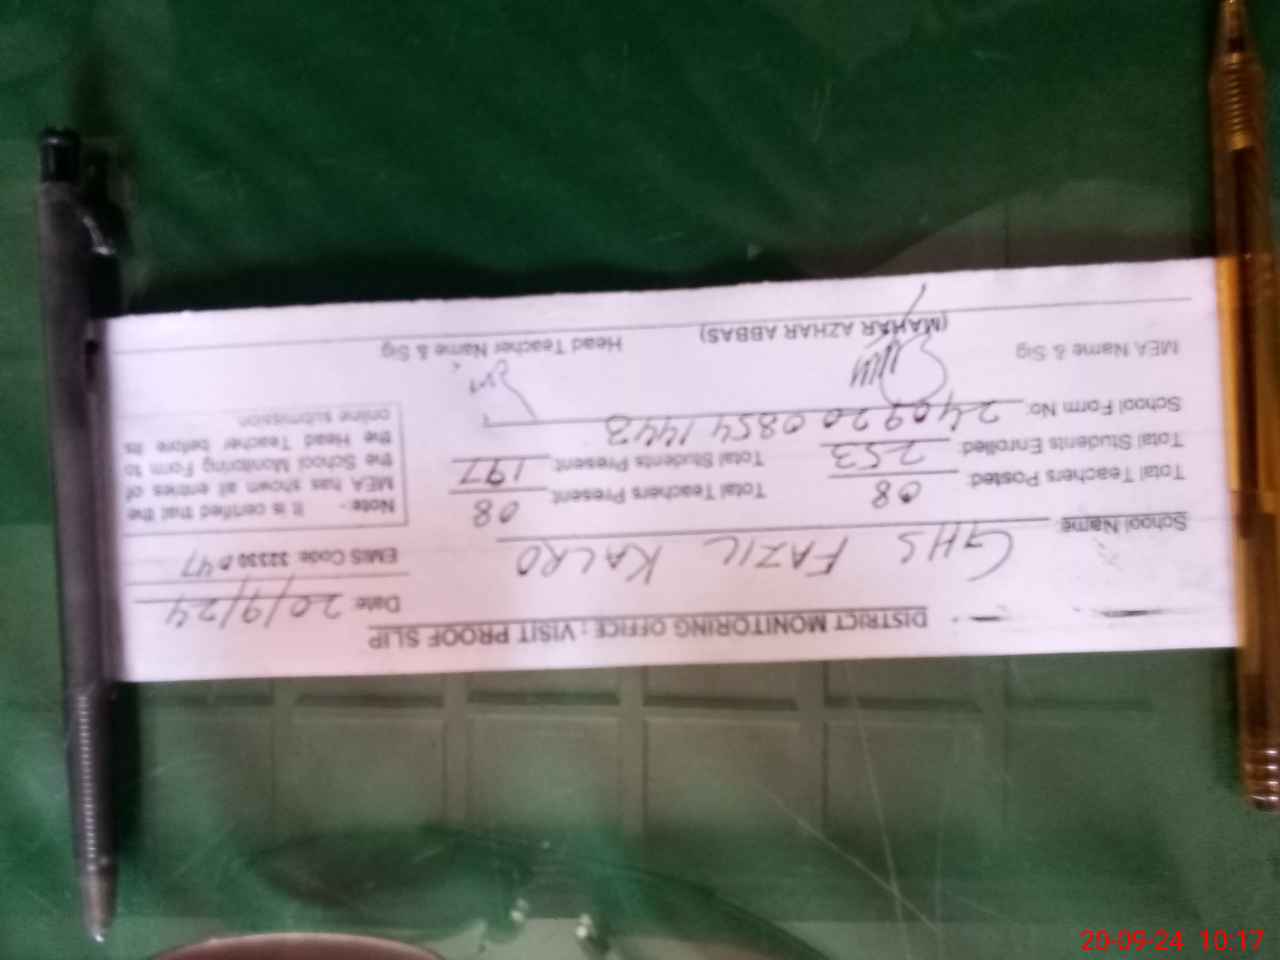 DISTRICT MONITORING OFFICE : VISIT PROOF SLIP
Date 20/9/24
School Name GHS FAZIL KALRO
EMIS Code 32330047
Total Teachers Posted 08 Total Teachers Present 08
Total Students Enrolled 253 Total Students Present 197
School Form No. 240920 0854 1443
Note:- It is certified that the
MEA has shown all entries of
the School Monitoring Form to
the Head Teacher before its
online submission
MEA Name & Sig (MAHAR AZHAR ABBAS) Head Teacher Name & Sig
20-09-24 10:17